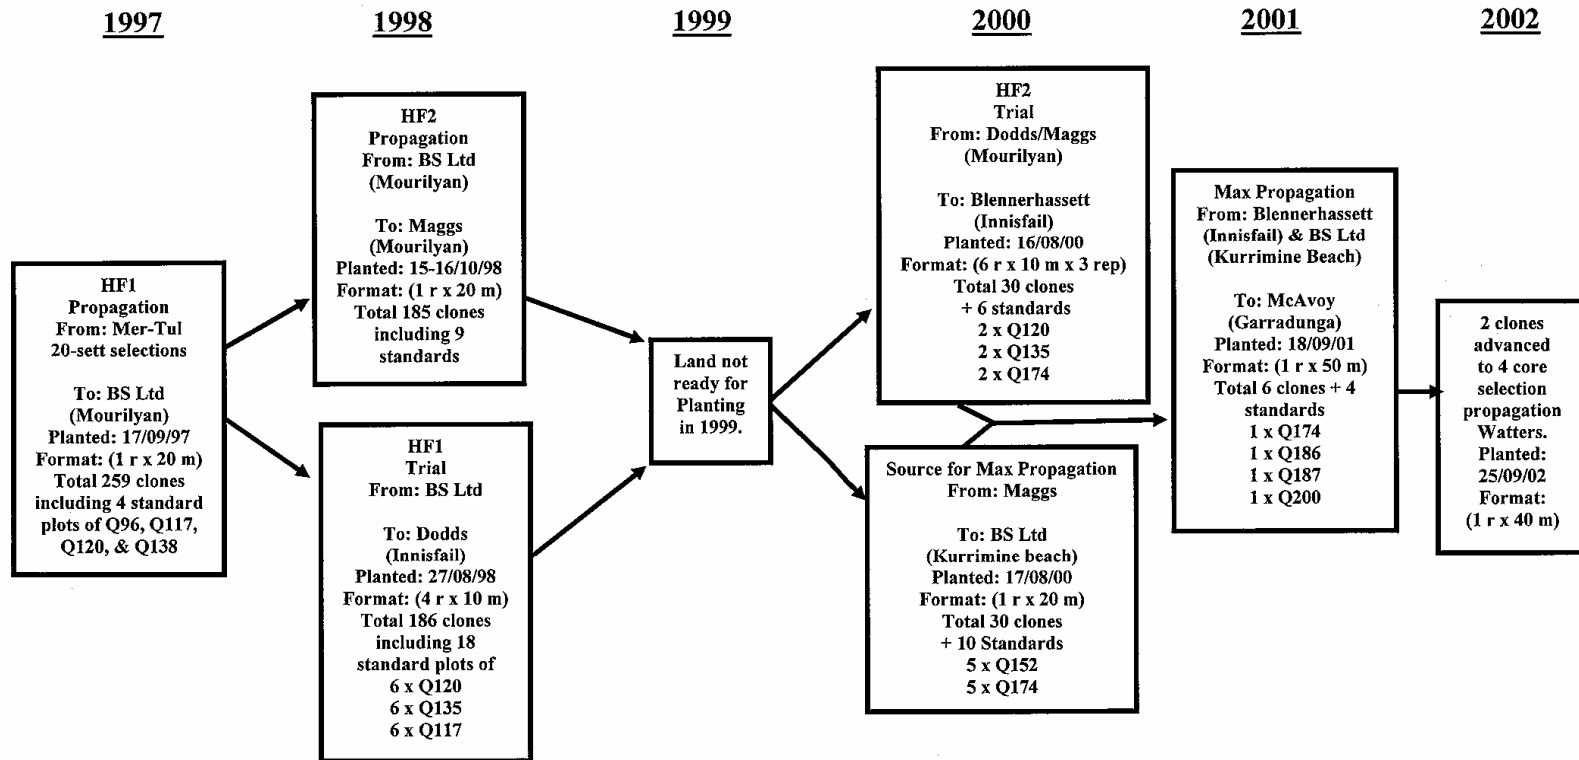 1997
1998
1999
2000
2001
2002
HF1
Propagation
From: Mer-Tul
20-sett selections
To: BS Ltd
(Mourilyan)
Planted: 17/09/97
Format: (1 r x 20 m)
Total 259 clones
including 4 standard
plots of Q96, Q117,
Q120, & Q138
HF2
Propagation
From: BS Ltd
(Mourilyan)
To: Maggs
(Mourilyan)
Planted: 15-16/10/98
Format: (1 r x 20 m)
Total 185 clones
including 9
standards
HF1
Trial
From: BS Ltd
To: Dodds
(Innisfail)
Planted: 27/08/98
Format: (4 r x 10 m)
Total 186 clones
including 18
standard plots of
6 x Q120
6 x Q135
6 x Q117
Land not
ready for
Planting
in 1999.
HF2
Trial
From: Dodds/Maggs
(Mourilyan)
To: Blennerhassett
(Innisfail)
Planted: 16/08/00
Format: (6 r x 10 m x 3 rep)
Total 30 clones
+ 6 standards
2 x Q120
2 x Q135
2 x Q174
Source for Max Propagation
From: Maggs
To: BS Ltd
(Kurrimine beach)
Planted: 17/08/00
Format: (1 r x 20 m)
Total 30 clones
+ 10 Standards
5 x Q152
5 x Q174
Max Propagation
From: Blennerhassett
(Innisfail) & BS Ltd
(Kurrimine Beach)
To: McAvoy
(Garradunga)
Planted: 18/09/01
Format: (1 r x 50 m)
Total 6 clones + 4
standards
1 x Q174
1 x Q186
1 x Q187
1 x Q200
2 clones
advanced
to 4 core
selection
propagation
Watters.
Planted:
25/09/02
Format:
(1 r x 40 m)